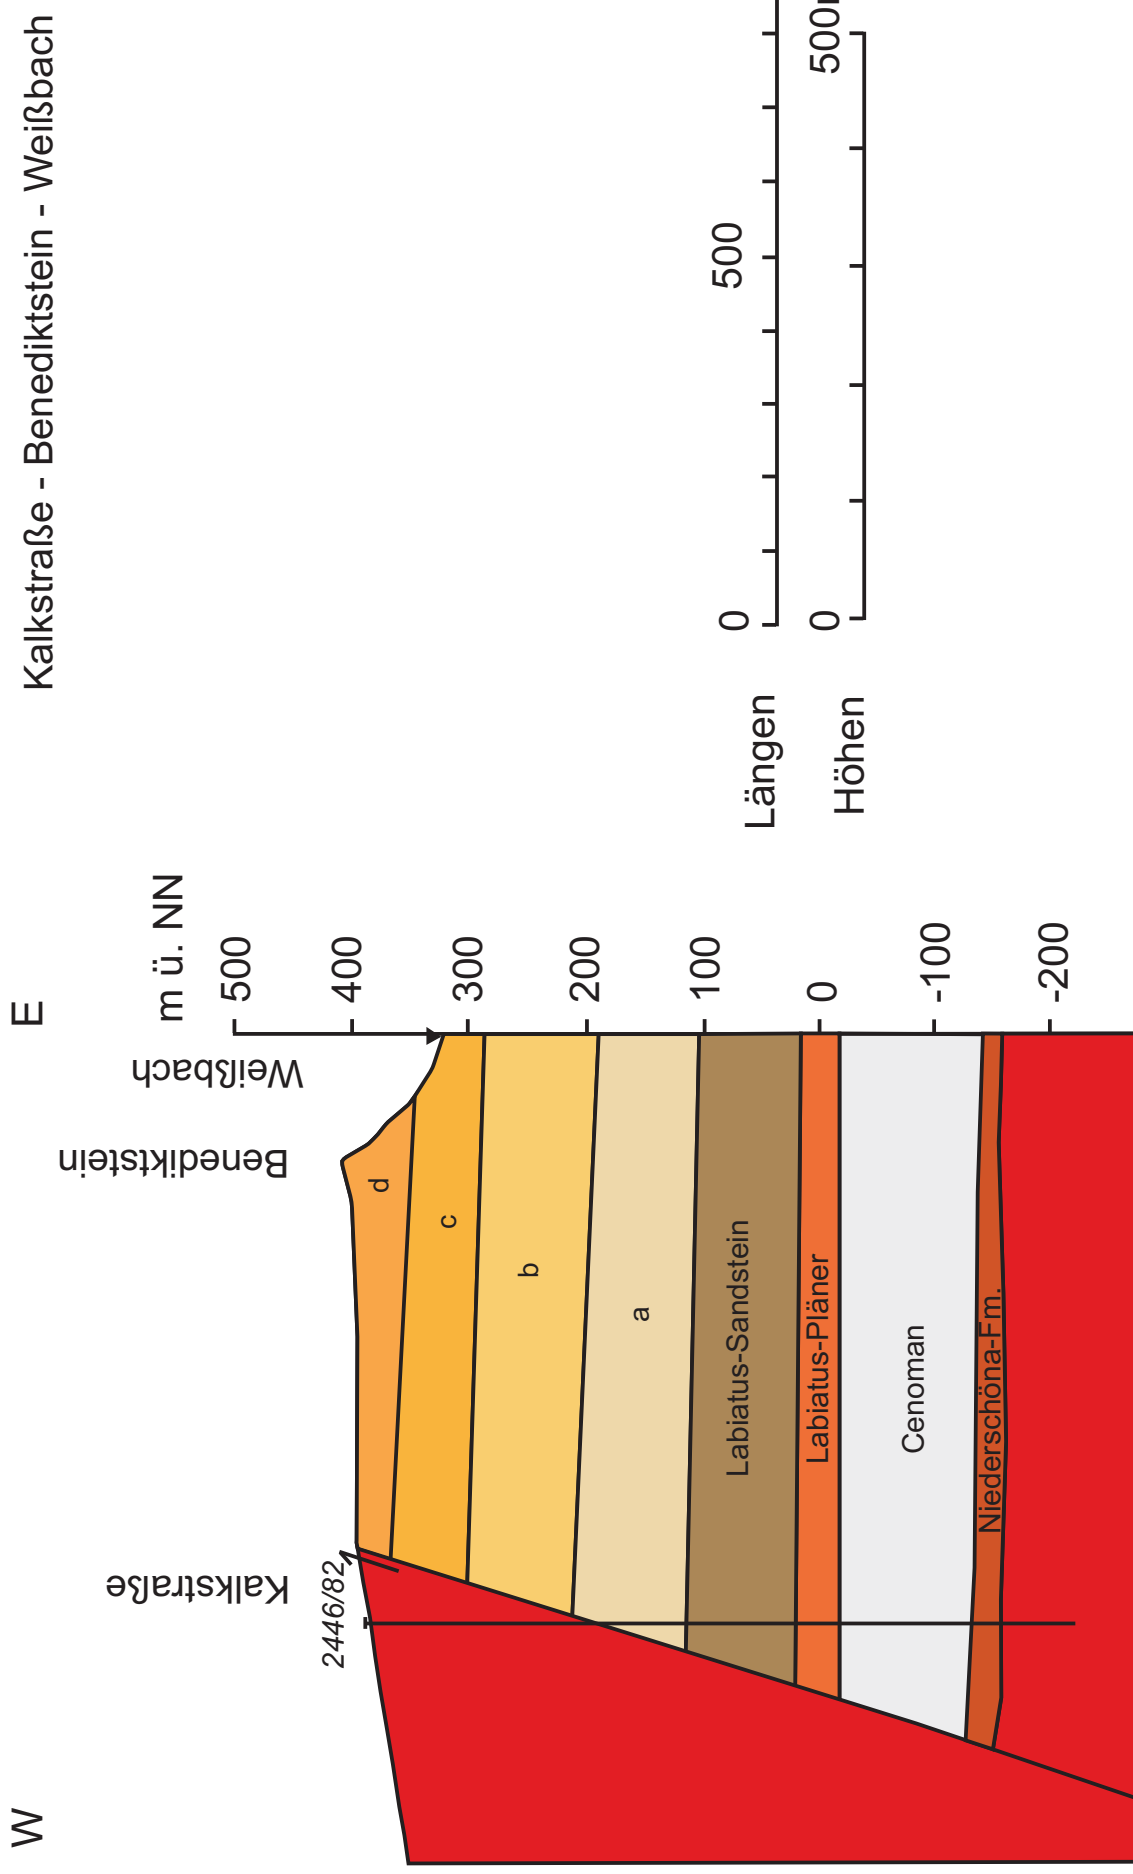 Kalkstraße - Benediktstein - Weißbach
W
E
Kalkstraße
Benediktstein
Weißbach
m ü. NN
500
400
300
200
100
0
-100
-200
2446/82
d
c
b
a
Labiatus-Sandstein
Labiatus-Pläner
Cenoman
Niederschöna-Fm.
Längen
0
500
Höhen
0
500